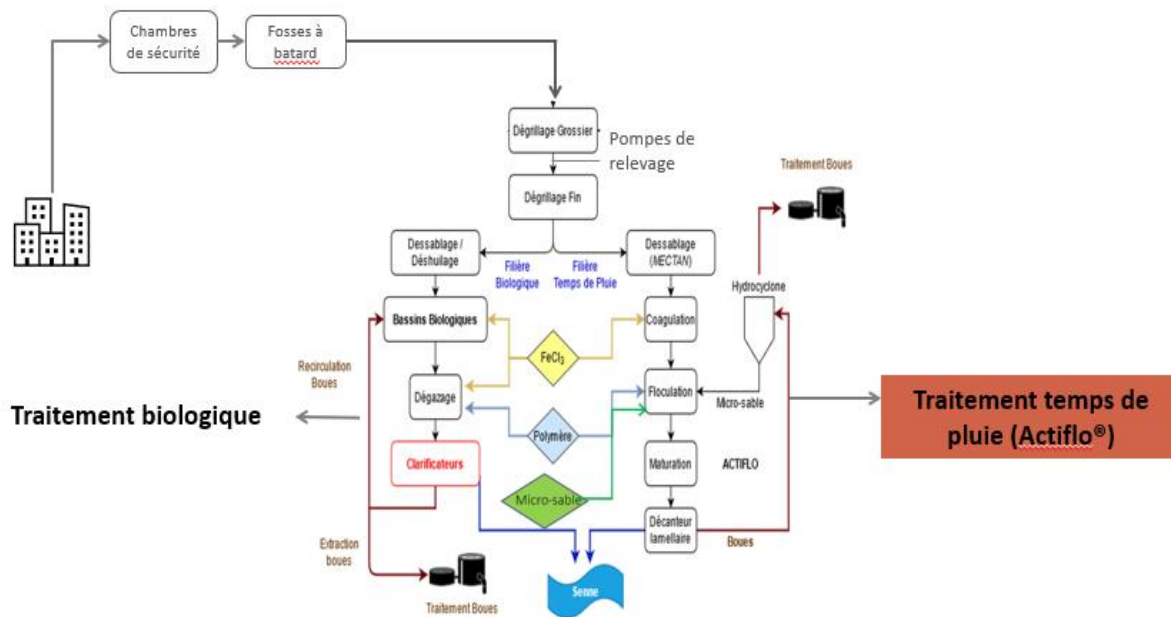 Chambres
de sécurité
Fosses à
batard
Dégrillage Grossier
Pompes de
relevage
Dégrillage Fin
Traitement Boues
Dessablage /
Déshuilage
Filière
Biologique
Filière
Temps de Pluie
Dessablage
(NECTAN)
Hydrocyclone
Bassins Biologiques
Coagulation
FeCl₃
Recirculation
Boues
Dégazage
Floculation
Micro-sable
Traitement biologique
Traitement temps de
pluie (Actiflo®)
Polymère
Clarificateurs
Maturation
ACTIFLO
Micro-sable
Décanteur
lamellaire
Boues
Extraction
boues
Senne
Traitement Boues